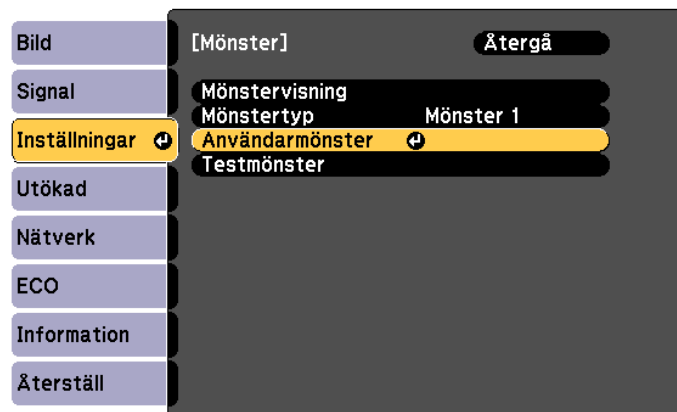 Bild
Signal
Inställningar
Utökad
Nätverk
ECO
Information
Återställ
[Mönster] Återgå
Mönstervisning
Mönstertyp Mönster 1
Användarmönster
Testmönster